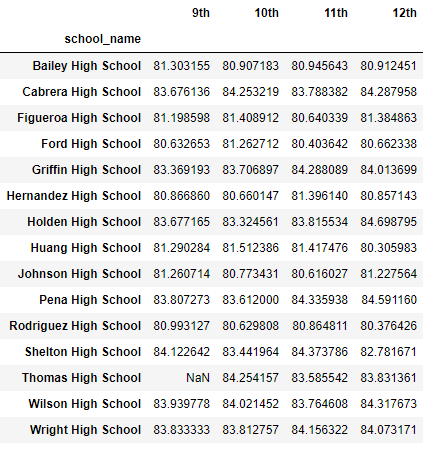 9th 10th 11th 12th
school_name
Bailey High School 81.303155 80.907183 80.945643 80.912451
Cabrera High School 83.676136 84.253219 83.788382 84.287958
Figueroa High School 81.198598 81.408912 80.640339 81.384863
Ford High School 80.632653 81.262712 80.403642 80.662338
Griffin High School 83.369193 83.706897 84.288089 84.013699
Hernandez High School 80.866860 80.660147 81.396140 80.857143
Holden High School 83.677165 83.324561 83.815534 84.698795
Huang High School 81.290284 81.512386 81.417476 80.305983
Johnson High School 81.260714 80.773431 80.616027 81.227564
Pena High School 83.807273 83.612000 84.335938 84.591160
Rodriguez High School 80.993127 80.629808 80.864811 80.376426
Shelton High School 84.122642 83.441964 84.373786 82.781671
Thomas High School NaN 84.254157 83.585542 83.831361
Wilson High School 83.939778 84.021452 83.764608 84.317673
Wright High School 83.833333 83.812757 84.156322 84.073171